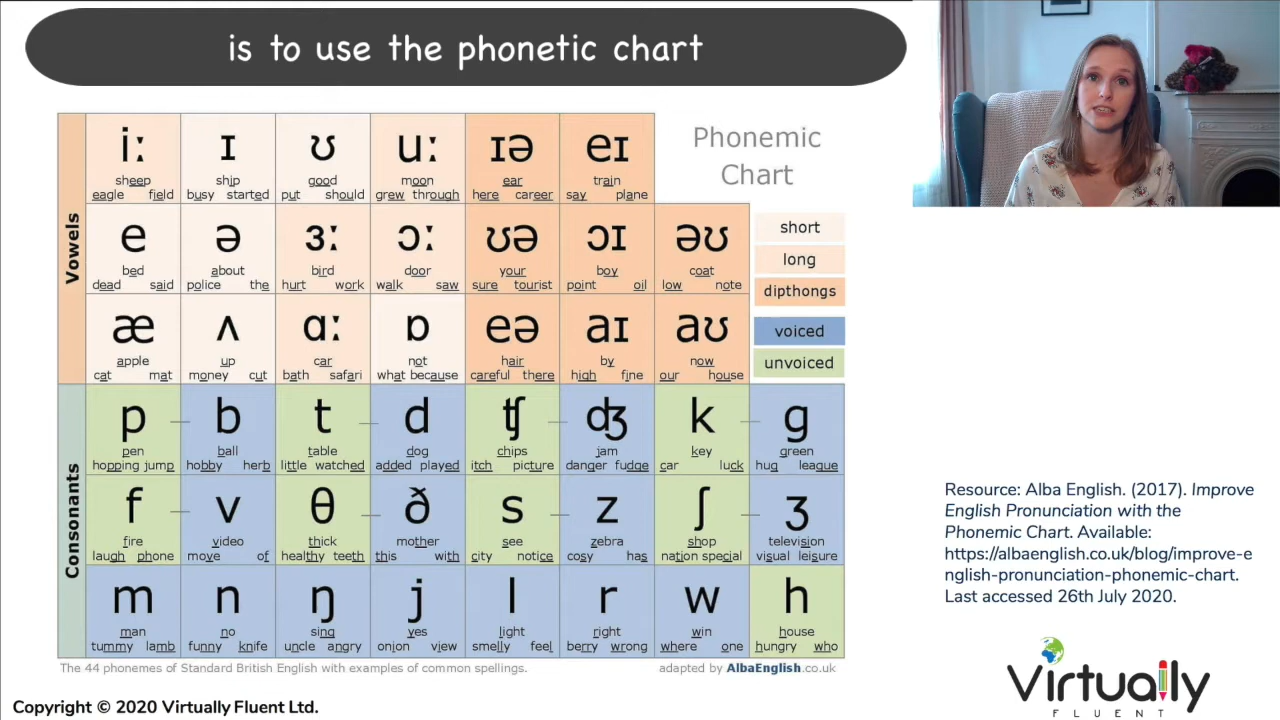 is to use the phonetic chart
Phonemic
Chart
Vowels
iː ɪ ʊ uː ɪə eɪ
sheep ship good moon ear train
eagle field busy started put should grew through here career say plane
e ə ɜː ɔː ʊə ɔɪ əʊ
bed about bird door your boy coat
dead said police the hurt work walk saw sure tourist point oil low note
æ ʌ ɑː ɒ eə aɪ aʊ
apple up car not hair by now
cat mat money cut bath safari what because careful there high fine our house
short
long
dipthongs
voiced
unvoiced
Consonants
p b t d ʧ ʤ k g
pen ball table dog chips jam key green
hopping jump hobby herb little watched added played itch picture danger fudge car luck hug league
f v θ ð s z ʃ ʒ
fire video thick mother see zebra shop television
laugh phone move of healthy teeth this with city notice cosy has nation special visual leisure
m n ŋ j l r w h
man no sing yes light right win house
tummy lamb funny knife uncle angry onion view smelly feel berry wrong where one hungry who
The 44 phonemes of Standard British English with examples of common spellings.
adapted by AlbaEnglish.co.uk
Resource: Alba English. (2017). Improve
English Pronunciation with the
Phonemic Chart. Available:
https://albaenglish.co.uk/blog/improve-e
nglish-pronunciation-phonemic-chart.
Last accessed 26th July 2020.
Virtually
FLUENT
Copyright © 2020 Virtually Fluent Ltd.